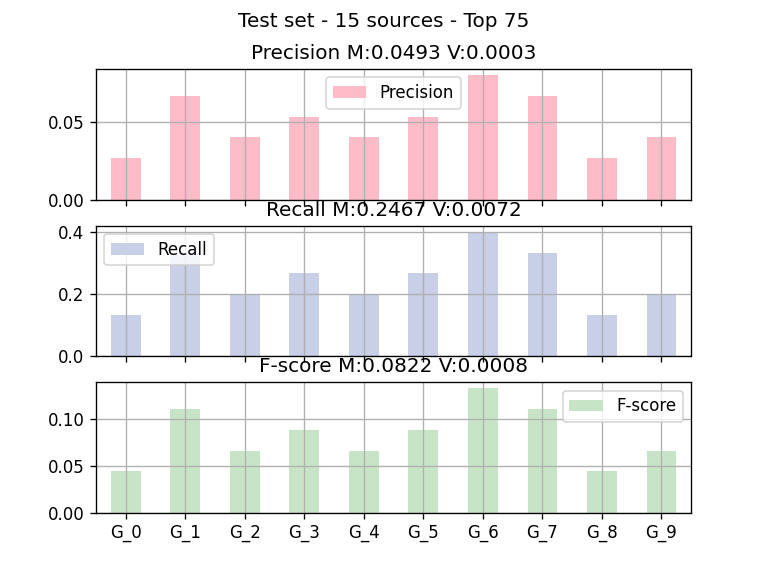 Test set - 15 sources - Top 75
Precision M:0.0493 V:0.0003
Precision
0.05
0.00
Recall M:0.2467 V:0.0072
0.4
Recall
0.2
0.0
F-score M:0.0822 V:0.0008
F-score
0.10
0.05
0.00
G_0 G_1 G_2 G_3 G_4 G_5 G_6 G_7 G_8 G_9